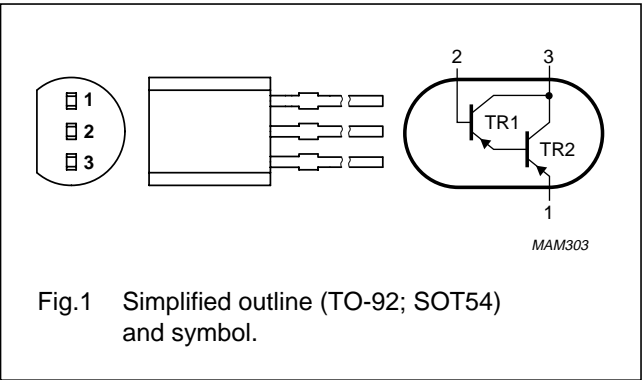 1
2
3
2 3
TR1
TR2
1
MAM303
Fig.1 Simplified outline (TO-92; SOT54)
and symbol.